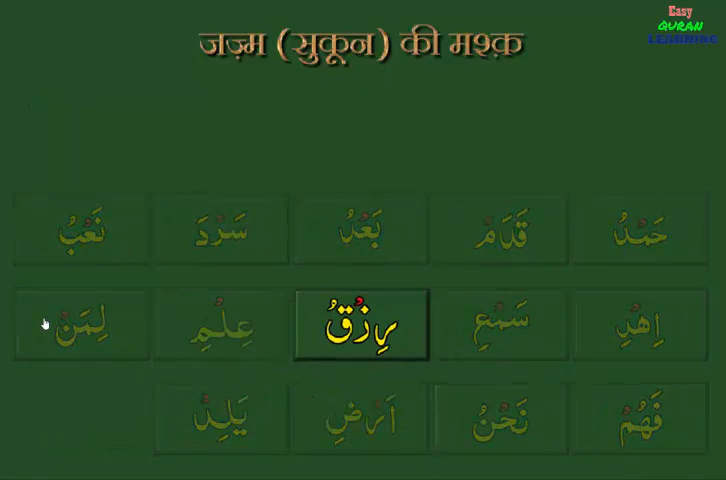 Easy
QURAN
LEARNING
जज़्म (सुकून) की मश्क़
حَمْدُ قَدَمْ بَعْدُ سَرْدَ نَعْبُ
اِهْدِ سَمْعِ رِزْقُ عِلْمِ لِمَنْ
فَهُمْ نَحْنُ اَرْضِ يَلِدْ